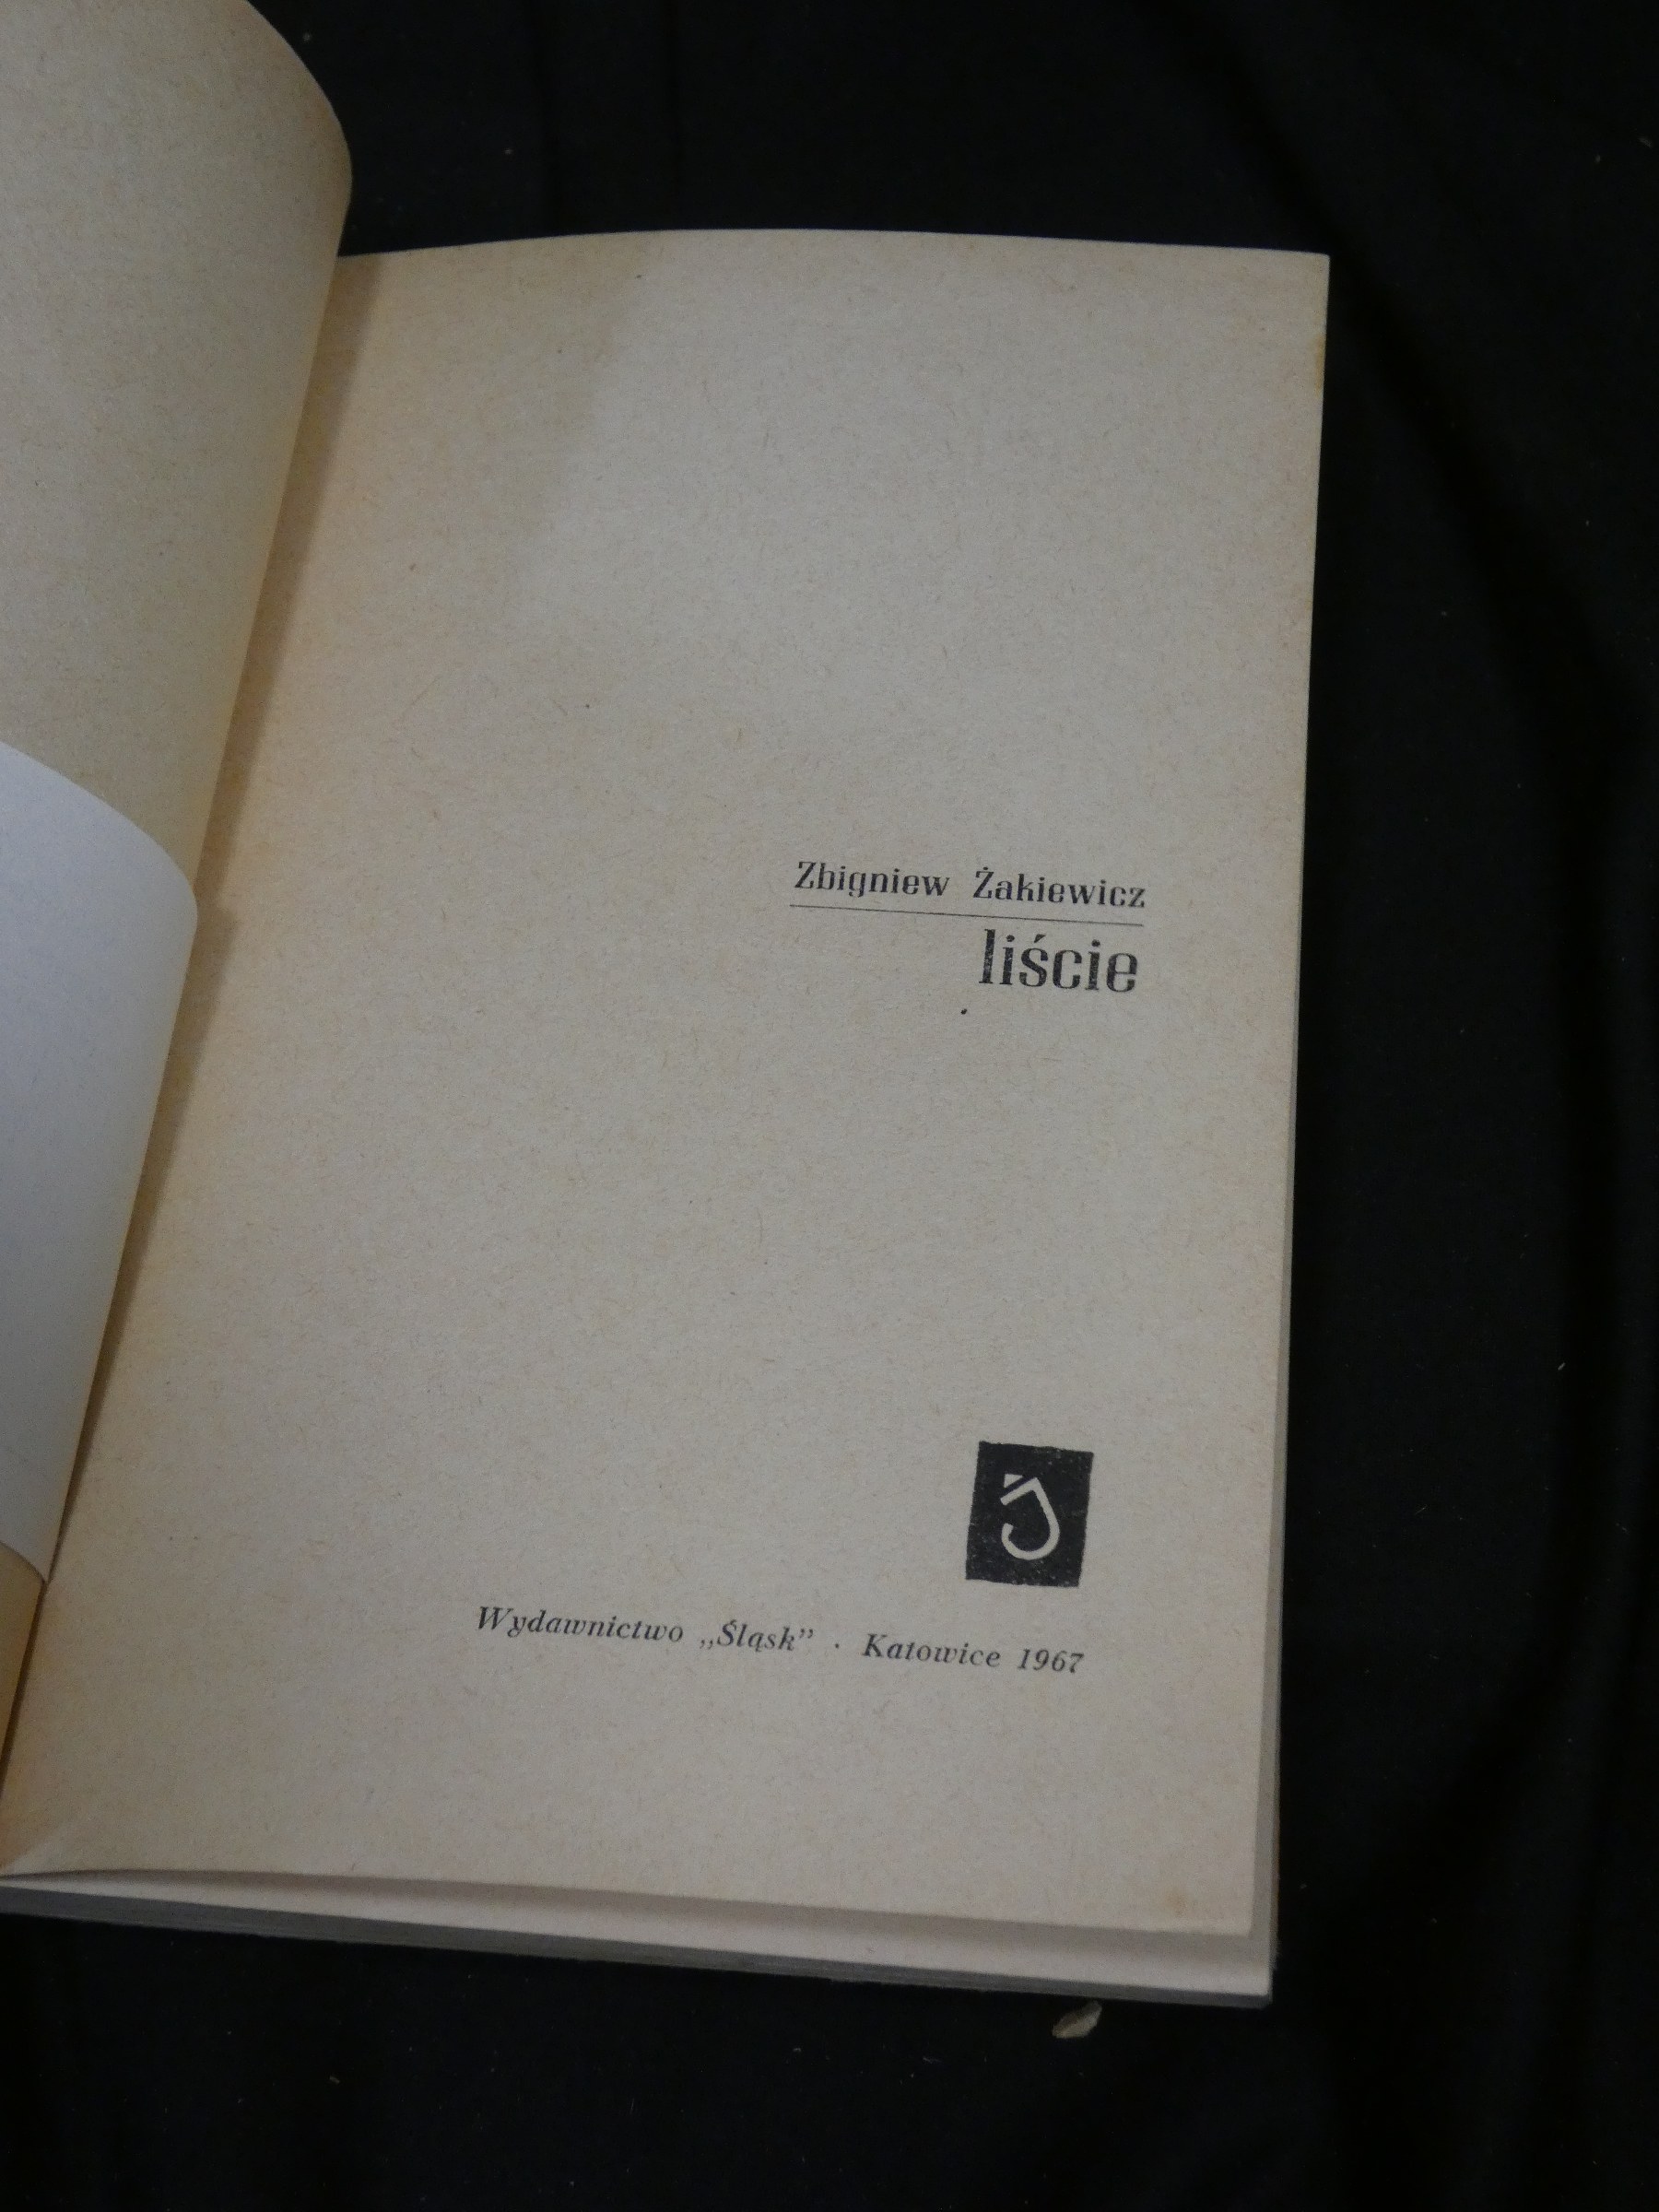 Zbigniew Żakiewicz
liście
Wydawnictwo „Śląsk” · Katowice 1967